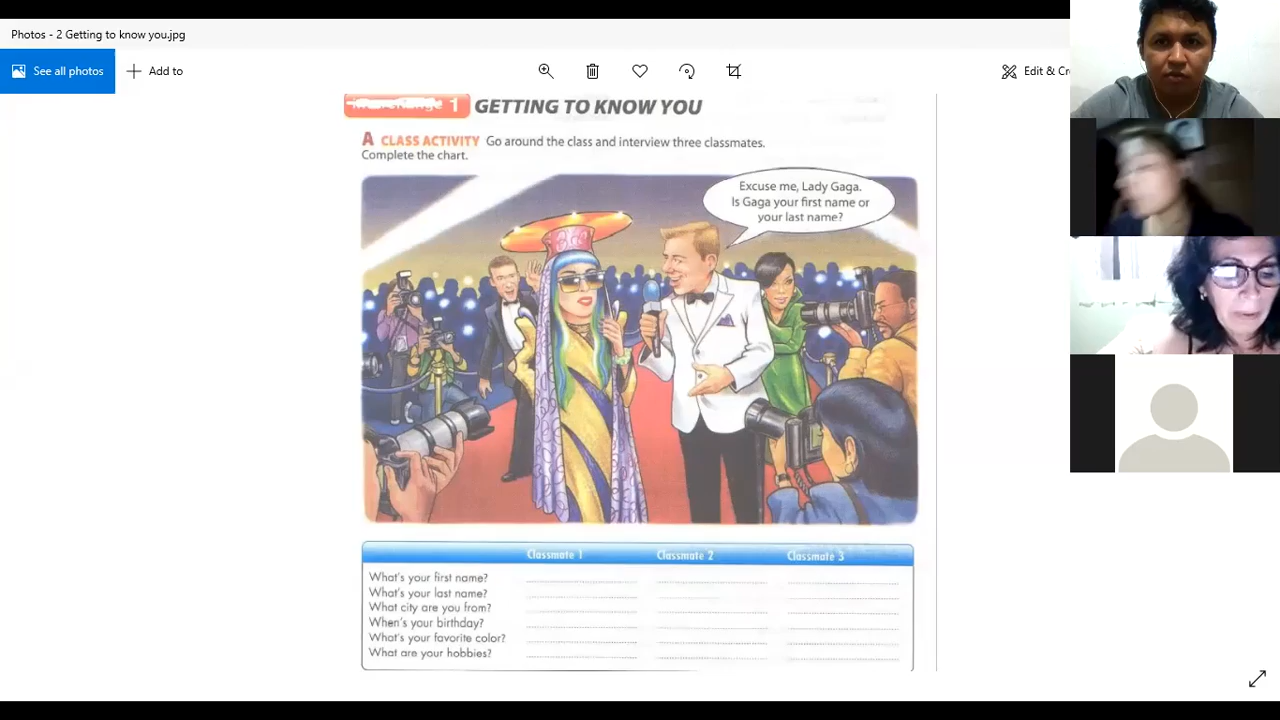 Photos - 2 Getting to know you.jpg
See all photos
Add to
Edit & Cr
1 GETTING TO KNOW YOU
A CLASS ACTIVITY Go around the class and interview three classmates.
Complete the chart.
Excuse me, Lady Gaga.
Is Gaga your first name or
your last name?
Classmate 1 Classmate 2 Classmate 3
What's your first name?
What's your last name?
What city are you from?
When's your birthday?
What's your favorite color?
What are your hobbies?